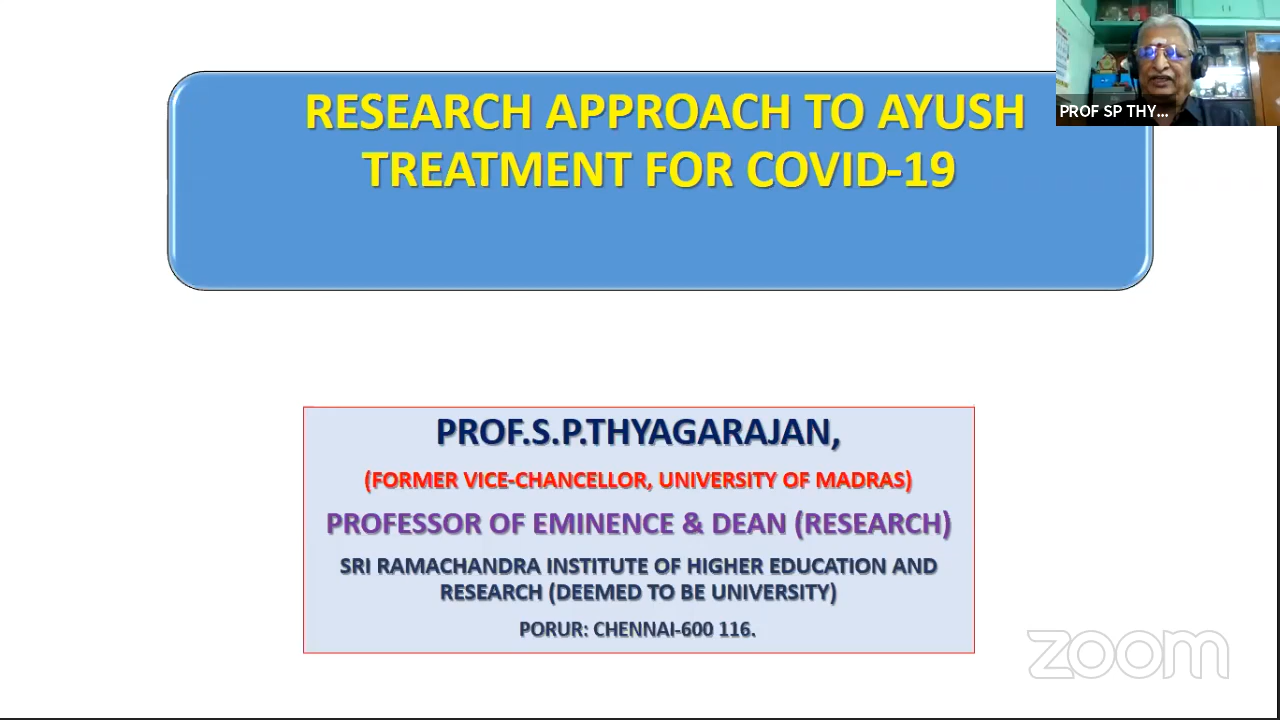 RESEARCH APPROACH TO AYUSH
TREATMENT FOR COVID-19
PROF SP THY...
PROF.S.P.THYAGARAJAN,
(FORMER VICE-CHANCELLOR, UNIVERSITY OF MADRAS)
PROFESSOR OF EMINENCE & DEAN (RESEARCH)
SRI RAMACHANDRA INSTITUTE OF HIGHER EDUCATION AND
RESEARCH (DEEMED TO BE UNIVERSITY)
PORUR: CHENNAI-600 116.
zoom